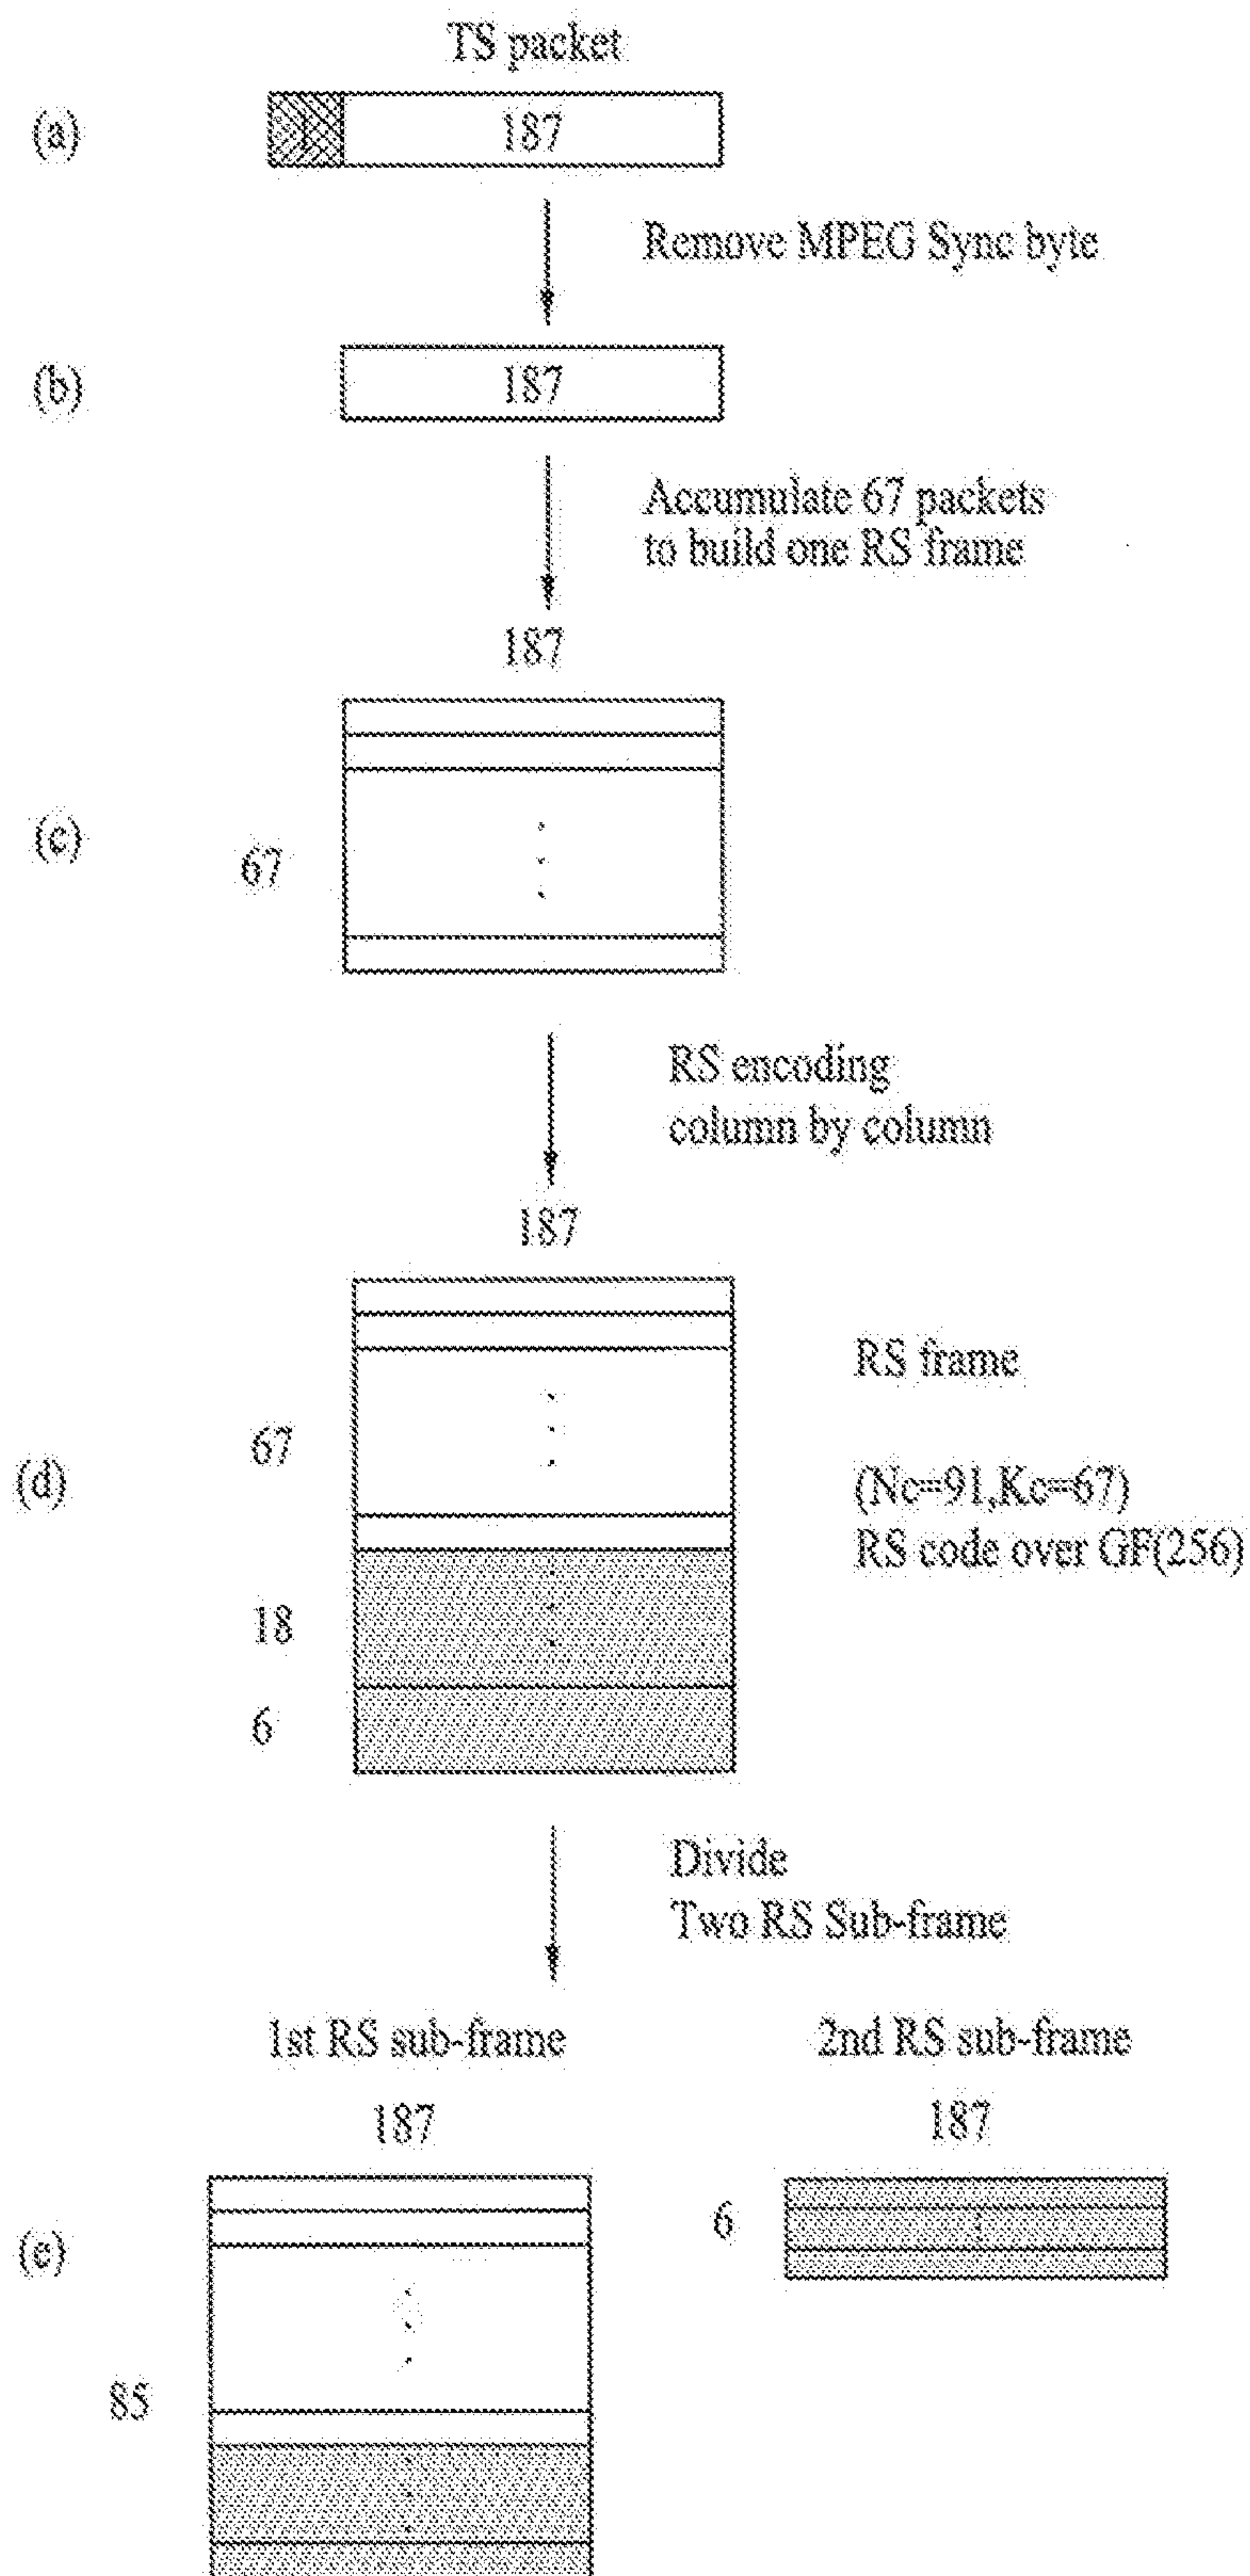 TS packet
(a)
1 187
Remove MPEG Sync byte
(b)
187
Accumulate 67 packets
to build one RS frame
187
(c)
67
RS encoding
column by column
187
RS frame
67
(d)
(Nc=91,Kc=67)
RS code over GF(256)
18
6
Divide
Two RS Sub-frame
1st RS sub-frame 2nd RS sub-frame
187 187
6
(e)
85